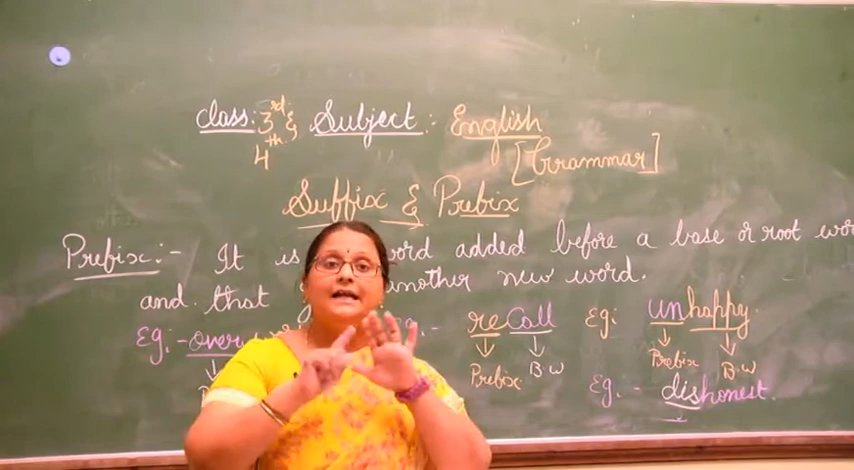 class: 3rd & Subject: English
4th [Grammar]
Suffix & Prefix
Prefix:- It is word added before a base or root
and that another new word.
Eg:- over Eg:- recall Eg: unhappy
Prefix B.W Prefix B.W
Eg.- dishonest.